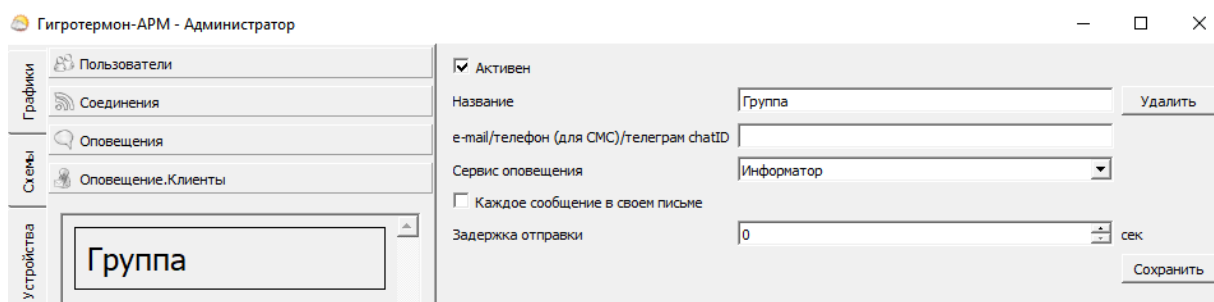 Гигротермон-АРМ - Администратор
Графики
Схемы
Устройства
Пользователи
Соединения
Оповещения
Оповещение.Клиенты
Группа
Активен
Название Группа Удалить
e-mail/телефон (для СМС)/телеграм chatID
Сервис оповещения Информатор
Каждое сообщение в своем письме
Задержка отправки 0 сек
Сохранить